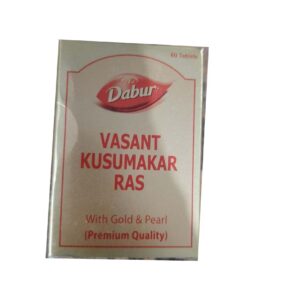 60 Tablets
Dabur
VASANT
KUSUMAKAR
RAS
With Gold & Pearl
(Premium Quality)